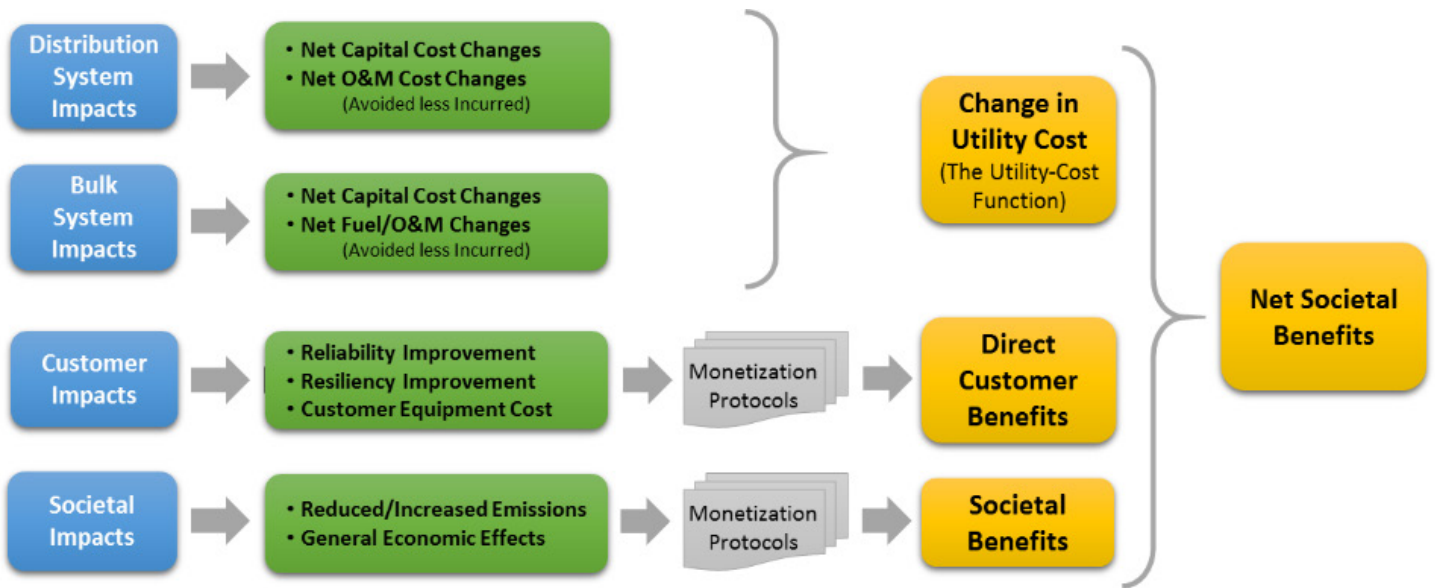 Distribution
System
Impacts
• Net Capital Cost Changes
• Net O&M Cost Changes
(Avoided less Incurred)
Bulk
System
Impacts
• Net Capital Cost Changes
• Net Fuel/O&M Changes
(Avoided less Incurred)
Change in
Utility Cost
(The Utility-Cost
Function)
Customer
Impacts
• Reliability Improvement
• Resiliency Improvement
• Customer Equipment Cost
Monetization
Protocols
Direct
Customer
Benefits
Societal
Impacts
• Reduced/Increased Emissions
• General Economic Effects
Monetization
Protocols
Societal
Benefits
Net Societal
Benefits